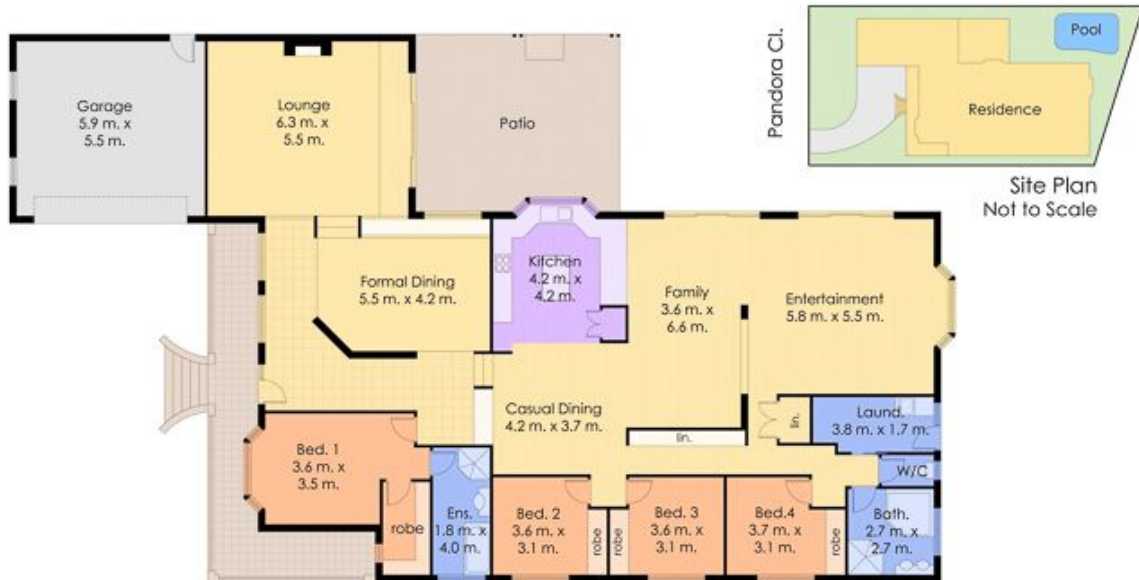 Garage
5.9 m. x
5.5 m.
Lounge
6.3 m. x
5.5 m.
Patio
Pandora Cl.
Pool
Residence
Site Plan
Not to Scale
Formal Dining
5.5 m. x 4.2 m.
Kitchen
4.2 m. x
4.2 m.
Family
3.6 m. x
6.6 m.
Entertainment
5.8 m. x 5.5 m.
Casual Dining
4.2 m. x 3.7 m.
lin.
lin.
Laund.
3.8 m. x 1.7 m.
W/C
Bed. 1
3.6 m. x
3.5 m.
robe
Ens.
1.8 m. x
4.0 m.
Bed. 2
3.6 m. x
3.1 m.
robe
robe
Bed. 3
3.6 m. x
3.1 m.
Bed.4
3.7 m. x
3.1 m.
robe
Bath.
2.7 m. x
2.7 m.